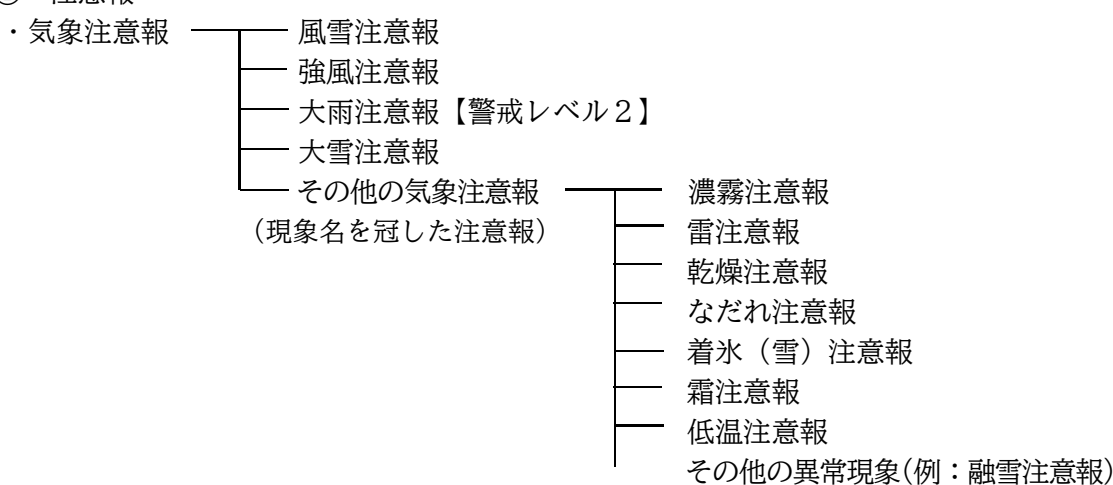 ・気象注意報
風雪注意報
強風注意報
大雨注意報【警戒レベル２】
大雪注意報
その他の気象注意報
（現象名を冠した注意報）
濃霧注意報
雷注意報
乾燥注意報
なだれ注意報
着氷（雪）注意報
霜注意報
低温注意報
その他の異常現象(例：融雪注意報)